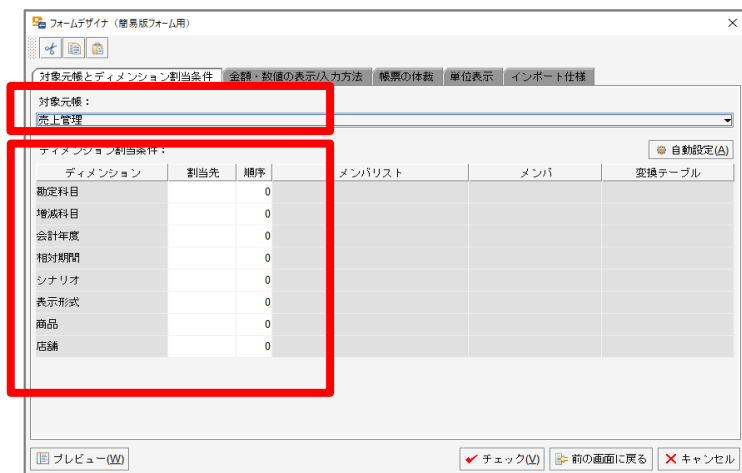 フォームデザイナ（簡易版フォーム用）
対象元帳とディメンション割当条件 金額・数値の表示/入力方法 帳票の体裁 単位表示 インポート仕様
対象元帳：
売上管理
ディメンション割当条件： 自動設定(A)
ディメンション 割当先 順序 メンバリスト メンバ 変換テーブル
勘定科目 0
増減科目 0
会計年度 0
相対期間 0
シナリオ 0
表示形式 0
商品 0
店舗 0
プレビュー(W) チェック(V) 前の画面に戻る キャンセル